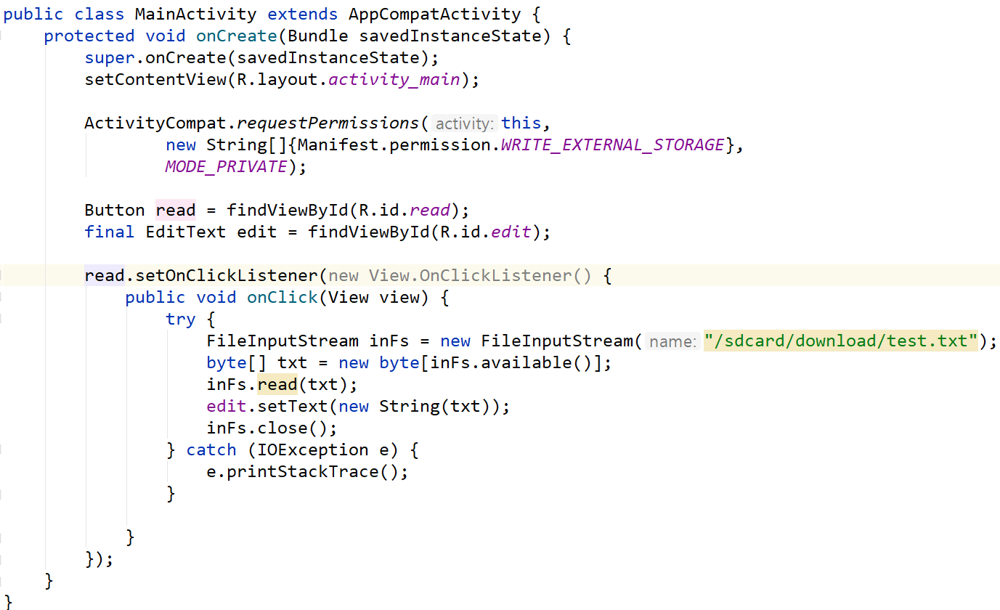 public class MainActivity extends AppCompatActivity {
    protected void onCreate(Bundle savedInstanceState) {
        super.onCreate(savedInstanceState);
        setContentView(R.layout.activity_main);

        ActivityCompat.requestPermissions( activity: this,
                new String[]{Manifest.permission.WRITE_EXTERNAL_STORAGE},
                MODE_PRIVATE);

        Button read = findViewById(R.id.read);
        final EditText edit = findViewById(R.id.edit);

        read.setOnClickListener(new View.OnClickListener() {
            public void onClick(View view) {
                try {
                    FileInputStream inFs = new FileInputStream( name: "/sdcard/download/test.txt");
                    byte[] txt = new byte[inFs.available()];
                    inFs.read(txt);
                    edit.setText(new String(txt));
                    inFs.close();
                } catch (IOException e) {
                    e.printStackTrace();
                }

            }
        });
    }
}